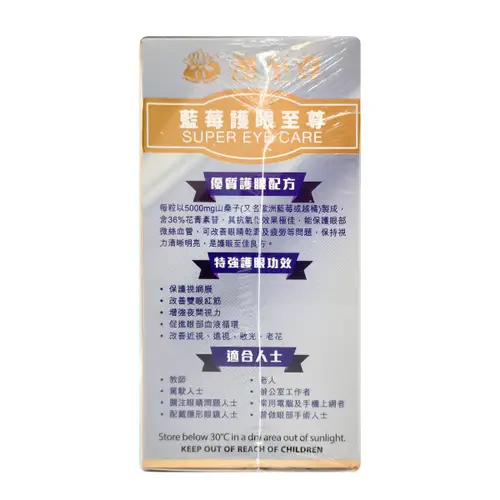 藍莓護眼至尊
SUPER EYE CARE
優質護眼配方
每粒以5000mg山桑子(又名歐洲藍莓或越橘)製成，
含36%花青素苷，其抗氧化效果極佳，能保護眼部
微絲血管，可改善眼睛乾澀及疲勞等問題，保持視
力清晰明亮，是護眼至佳良方。
特強護眼功效
• 保護視網膜
• 改善雙眼紅筋
• 增強夜間視力
• 促進眼部血液循環
• 改善近視、遠視、散光、老花
適合人士
• 教師
• 老人
• 駕駛人士
• 辦公室工作者
• 關注眼睛問題人士
• 常用電腦及手機上網者
• 配戴隱形眼鏡人士
• 曾做眼部手術人士
Store below 30°C in a dry area out of sunlight.
KEEP OUT OF REACH OF CHILDREN